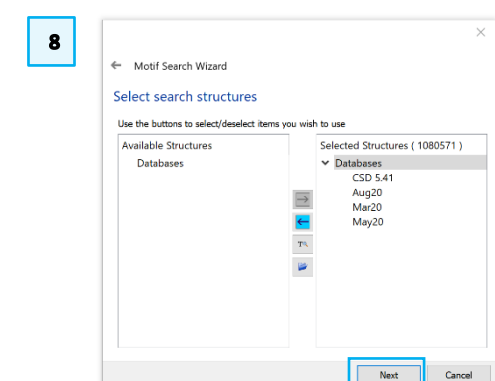 8
Motif Search Wizard
Select search structures
Use the buttons to select/deselect items you wish to use
Available Structures
Databases
Selected Structures ( 1080571 )
Databases
CSD 5.41
Aug20
Mar20
May20
Next
Cancel